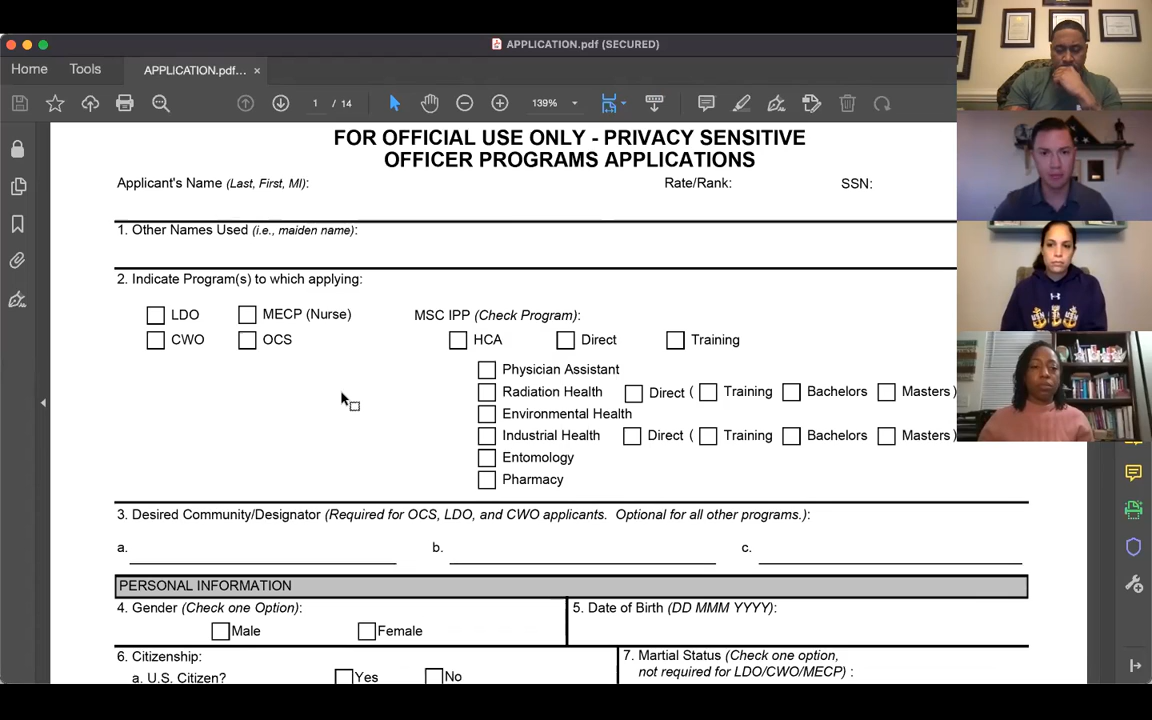 APPLICATION.pdf (SECURED)
Home Tools APPLICATION.pdf... ×
1 / 14 139%
FOR OFFICIAL USE ONLY - PRIVACY SENSITIVE
OFFICER PROGRAMS APPLICATIONS
Applicant's Name (Last, First, MI): Rate/Rank: SSN:
1. Other Names Used (i.e., maiden name):
2. Indicate Program(s) to which applying:
LDO MECP (Nurse) MSC IPP (Check Program):
CWO OCS HCA Direct Training
Physician Assistant
Radiation Health Direct ( Training Bachelors Masters)
Environmental Health
Industrial Health Direct ( Training Bachelors Masters)
Entomology
Pharmacy
3. Desired Community/Designator (Required for OCS, LDO, and CWO applicants. Optional for all other programs.):
a. b. c.
PERSONAL INFORMATION
4. Gender (Check one Option): 5. Date of Birth (DD MMM YYYY):
Male Female
6. Citizenship: 7. Martial Status (Check one option,
a. U.S. Citizen? Yes No not required for LDO/CWO/MECP) :